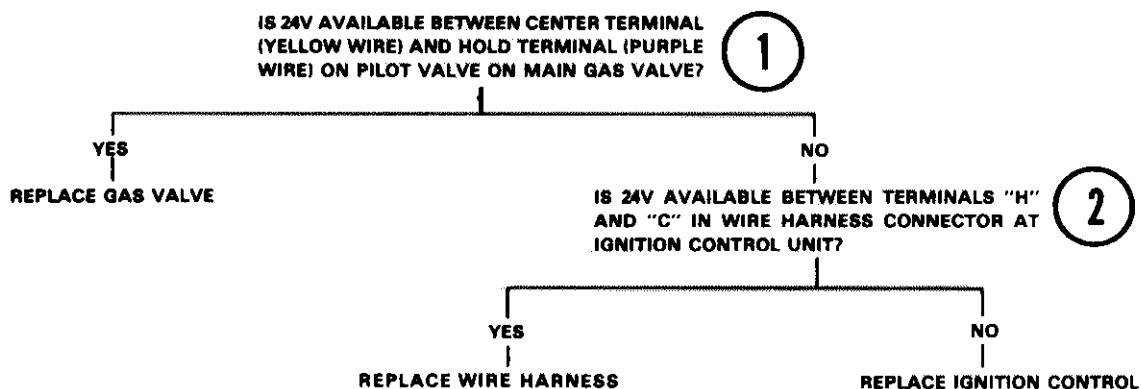 IS 24V AVAILABLE BETWEEN CENTER TERMINAL
(YELLOW WIRE) AND HOLD TERMINAL (PURPLE
WIRE) ON PILOT VALVE ON MAIN GAS VALVE?
1
YES
NO
REPLACE GAS VALVE
IS 24V AVAILABLE BETWEEN TERMINALS "H"
AND "C" IN WIRE HARNESS CONNECTOR AT
IGNITION CONTROL UNIT?
2
YES
NO
REPLACE WIRE HARNESS
REPLACE IGNITION CONTROL